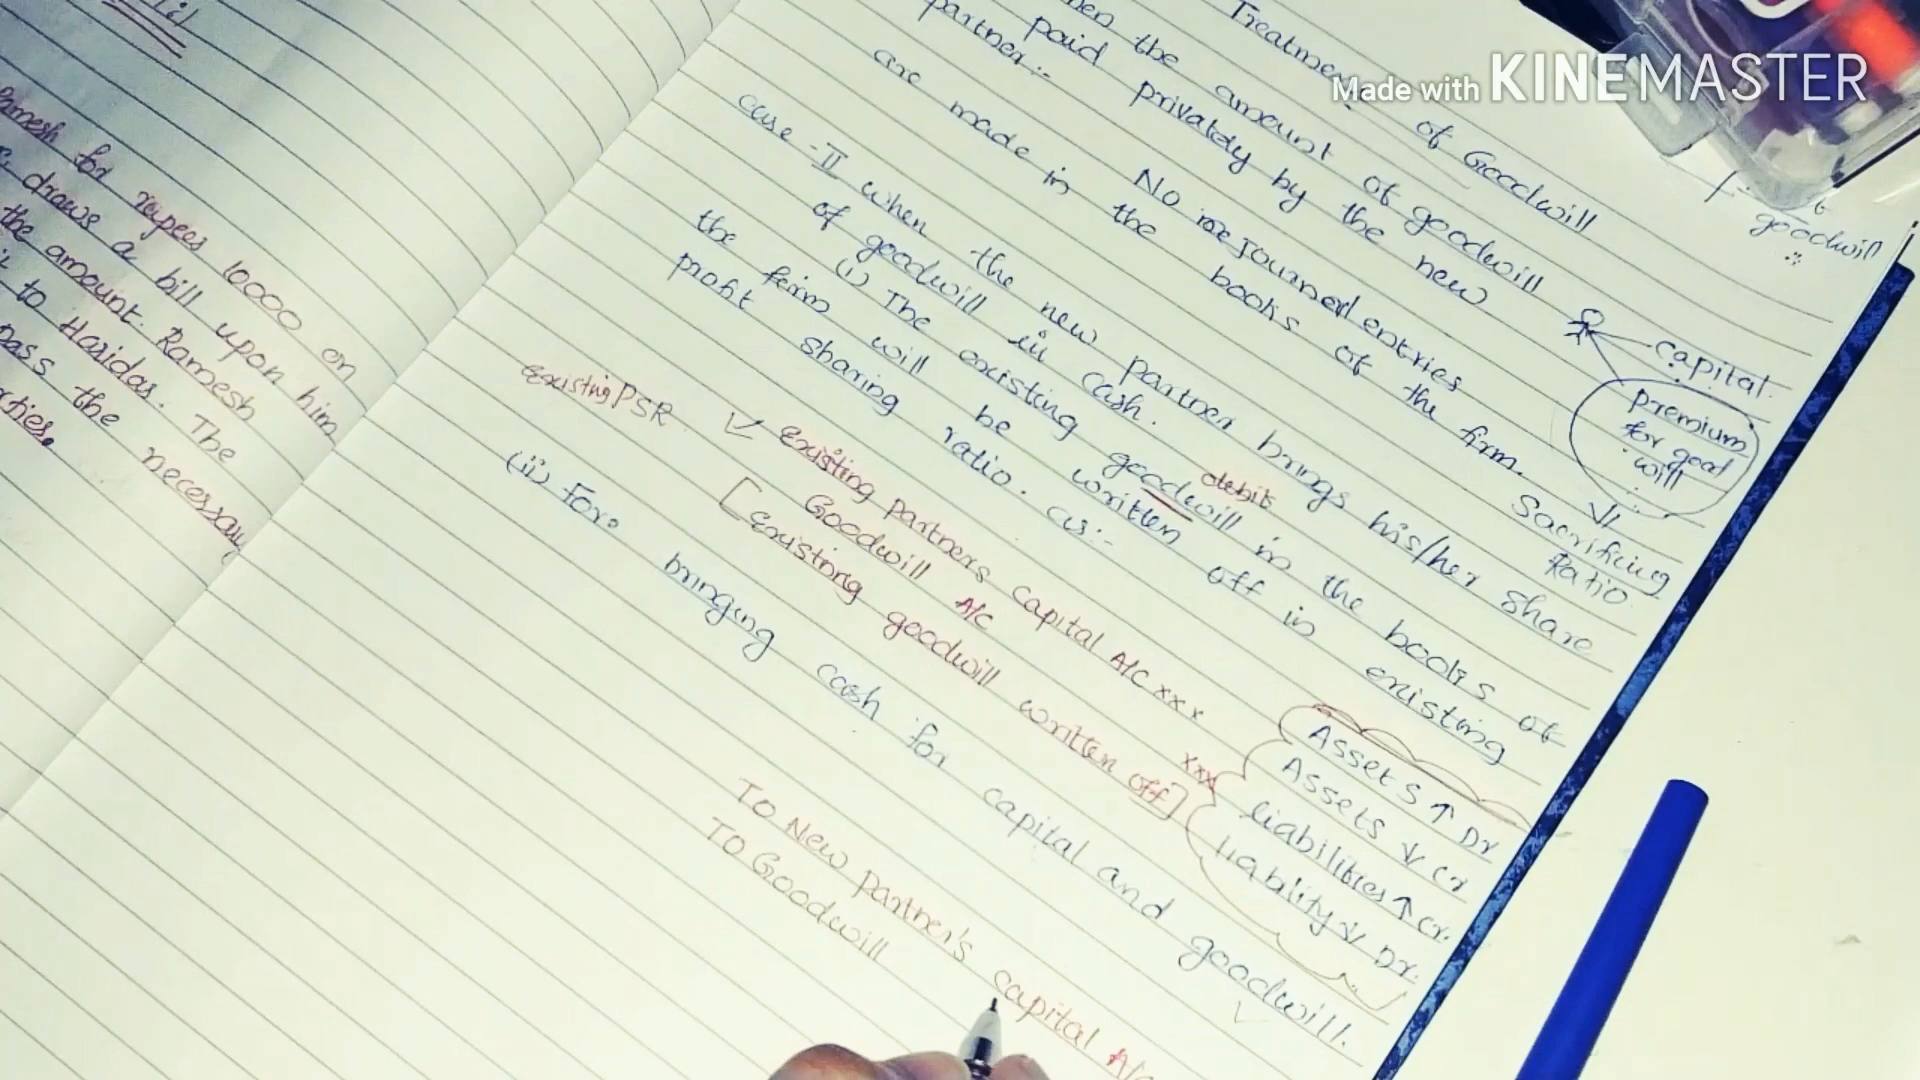 Ramesh for rupees 10000 on
draws a bill upon him
the amount. Ramesh
to Haridas. The
pass the necessary
Treatment of Goodwill
the amount of goodwill
paid privately by the new
partner:-
No Journal entries
are made in the books of the firm.
case-II when the new partner brings his/her share
of goodwill in cash.
(i) The existing goodwill in the books of
the firm will be written off in existing
profit sharing ratio. as:-
debit
existing PSR
existing Partners capital A/c xxx
Goodwill A/c xxx
[existing goodwill written off]
(ii) For bringing cash for capital and goodwill.
To New partner's capital A/c
To Goodwill
goodwill
capital
Premium
for good
will
Sacrificing
Ratio
Assets ↑ Dr
Assets ↓ Cr
liabilities ↑ Cr.
liability ↓ Dr.
Made with KINEMASTER